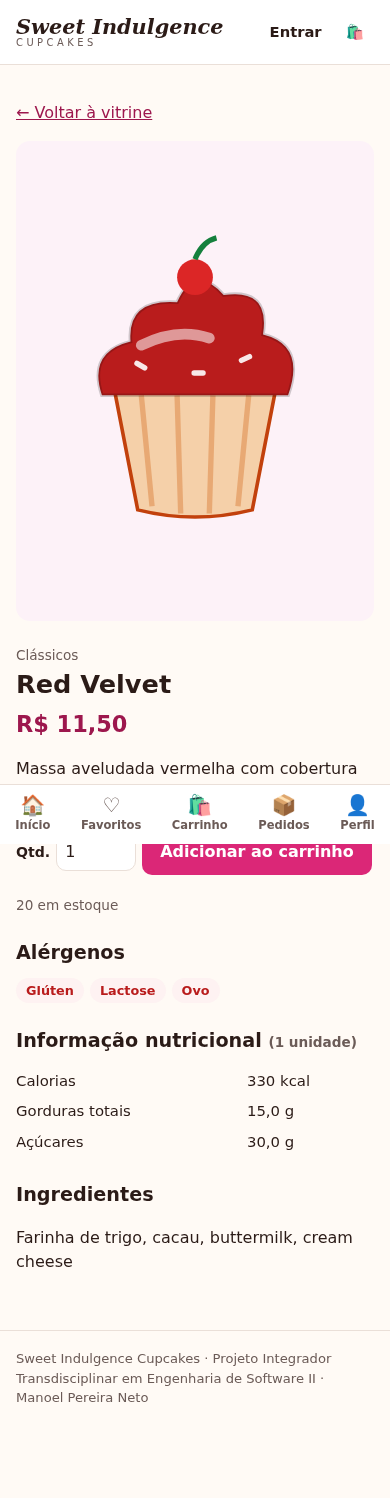 Sweet Indulgence
CUPCAKES
Entrar
← Voltar à vitrine
Clássicos
Red Velvet
R$ 11,50
Massa aveludada vermelha com cobertura
Início
Favoritos
Carrinho
Pedidos
Perfil
Qtd. 1 Adicionar ao carrinho
20 em estoque
Alérgenos
Glúten Lactose Ovo
Informação nutricional (1 unidade)
Calorias 330 kcal
Gorduras totais 15,0 g
Açúcares 30,0 g
Ingredientes
Farinha de trigo, cacau, buttermilk, cream
cheese
Sweet Indulgence Cupcakes · Projeto Integrador
Transdisciplinar em Engenharia de Software II ·
Manoel Pereira Neto